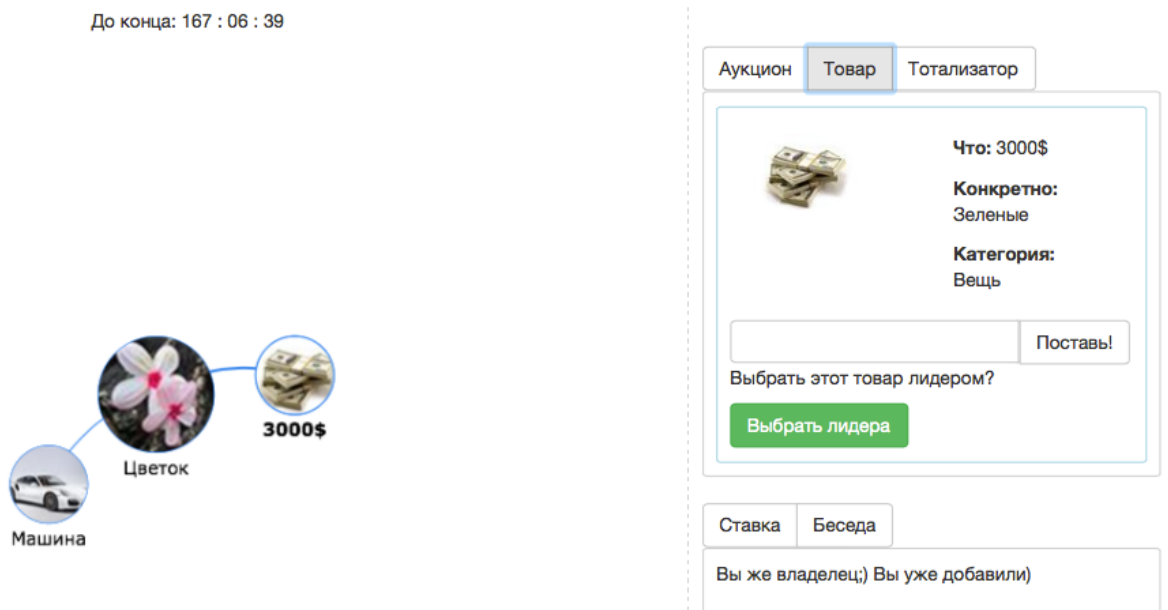 До конца: 167 : 06 : 39
Аукцион Товар Тотализатор
Что: 3000$
Конкретно:
Зеленые
Категория:
Вещь
Поставь!
Выбрать этот товар лидером?
Выбрать лидера
3000$
Цветок
Машина
Ставка Беседа
Вы же владелец;) Вы уже добавили)